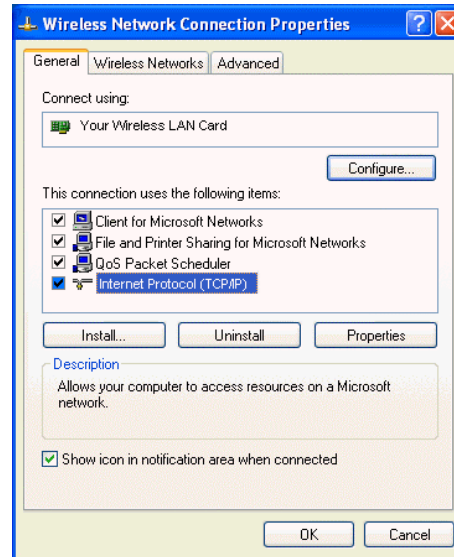 Wireless Network Connection Properties
General
Wireless Networks
Advanced
Connect using:
Your Wireless LAN Card
Configure...
This connection uses the following items:
Client for Microsoft Networks
File and Printer Sharing for Microsoft Networks
QoS Packet Scheduler
Internet Protocol (TCP/IP)
Install...
Uninstall
Properties
Description
Allows your computer to access resources on a Microsoft
network.
Show icon in notification area when connected
OK
Cancel